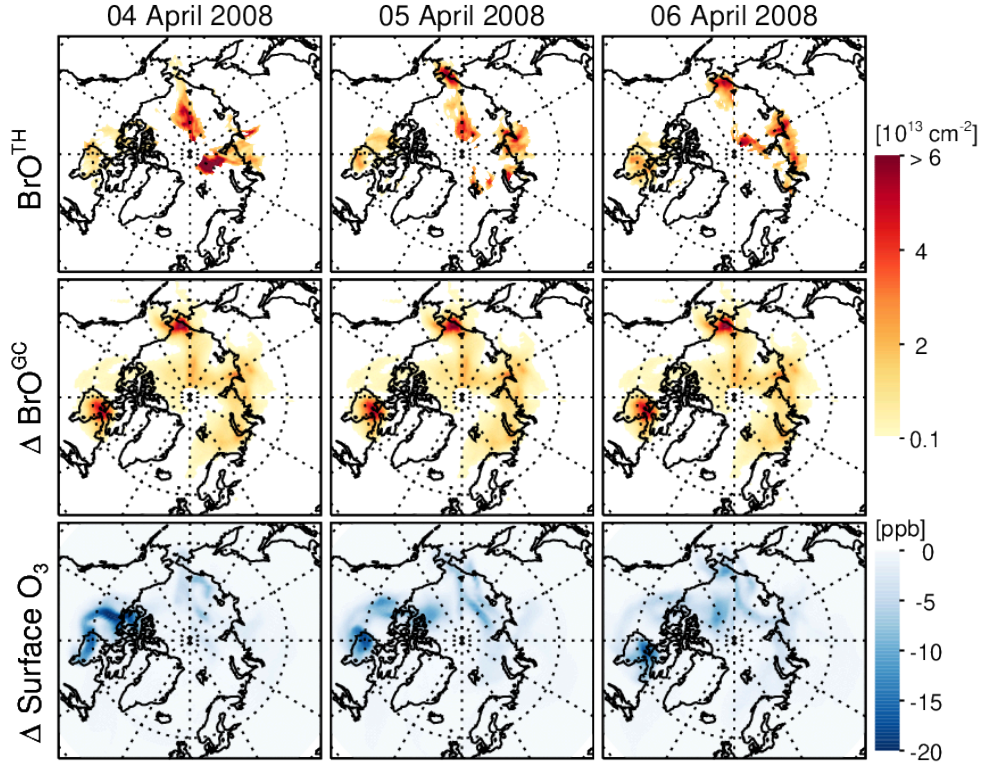 04 April 2008 05 April 2008 06 April 2008
BrO^TH
[10^13 cm^-2]
> 6
4
2
0.1
Δ BrO^GC
Δ Surface O_3
[ppb]
0
-5
-10
-15
-20